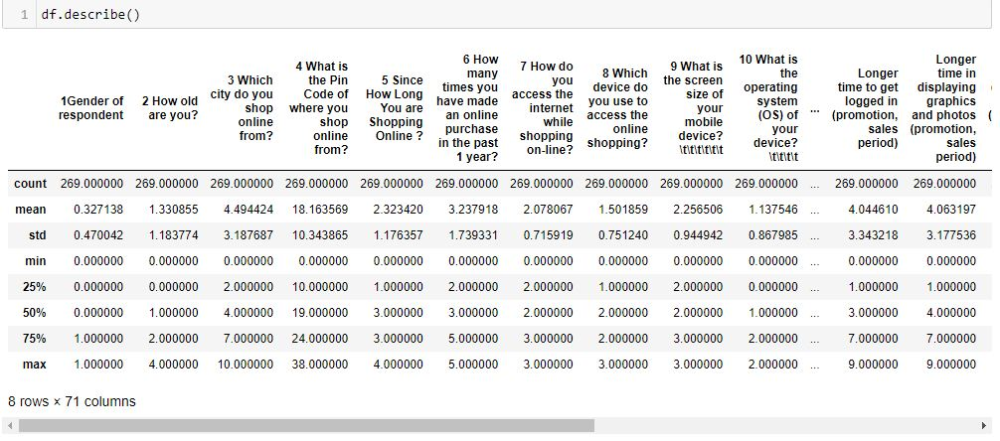 1 df.describe()
1Gender of respondent 2 How old are you? 3 Which city do you shop online from? 4 What is the Pin Code of where you shop online from? 5 Since How Long You are Shopping Online ? 6 How many times you have made an online purchase in the past 1 year? 7 How do you access the internet while shopping on-line? 8 Which device do you use to access the online shopping? 9 What is the screen size of your mobile device? \t\t\t\t\t\t 10 What is the operating system (OS) of your device? \t\t\t\t ... Longer time to get logged in (promotion, sales period) Longer time in displaying graphics and photos (promotion, sales period)
count 269.000000 269.000000 269.000000 269.000000 269.000000 269.000000 269.000000 269.000000 269.000000 269.000000 ... 269.000000 269.000000
mean 0.327138 1.330855 4.494424 18.163569 2.323420 3.237918 2.078067 1.501859 2.256506 1.137546 ... 4.044610 4.063197
std 0.470042 1.183774 3.187687 10.343865 1.176357 1.739331 0.715919 0.751240 0.944942 0.867985 ... 3.343218 3.177536
min 0.000000 0.000000 0.000000 0.000000 0.000000 0.000000 0.000000 0.000000 0.000000 0.000000 ... 0.000000 0.000000
25% 0.000000 0.000000 2.000000 10.000000 1.000000 2.000000 2.000000 1.000000 2.000000 0.000000 ... 1.000000 1.000000
50% 0.000000 1.000000 4.000000 19.000000 3.000000 3.000000 2.000000 2.000000 2.000000 1.000000 ... 3.000000 4.000000
75% 1.000000 2.000000 7.000000 24.000000 3.000000 5.000000 3.000000 2.000000 3.000000 2.000000 ... 7.000000 7.000000
max 1.000000 4.000000 10.000000 38.000000 4.000000 5.000000 3.000000 3.000000 3.000000 2.000000 ... 9.000000 9.000000
8 rows × 71 columns